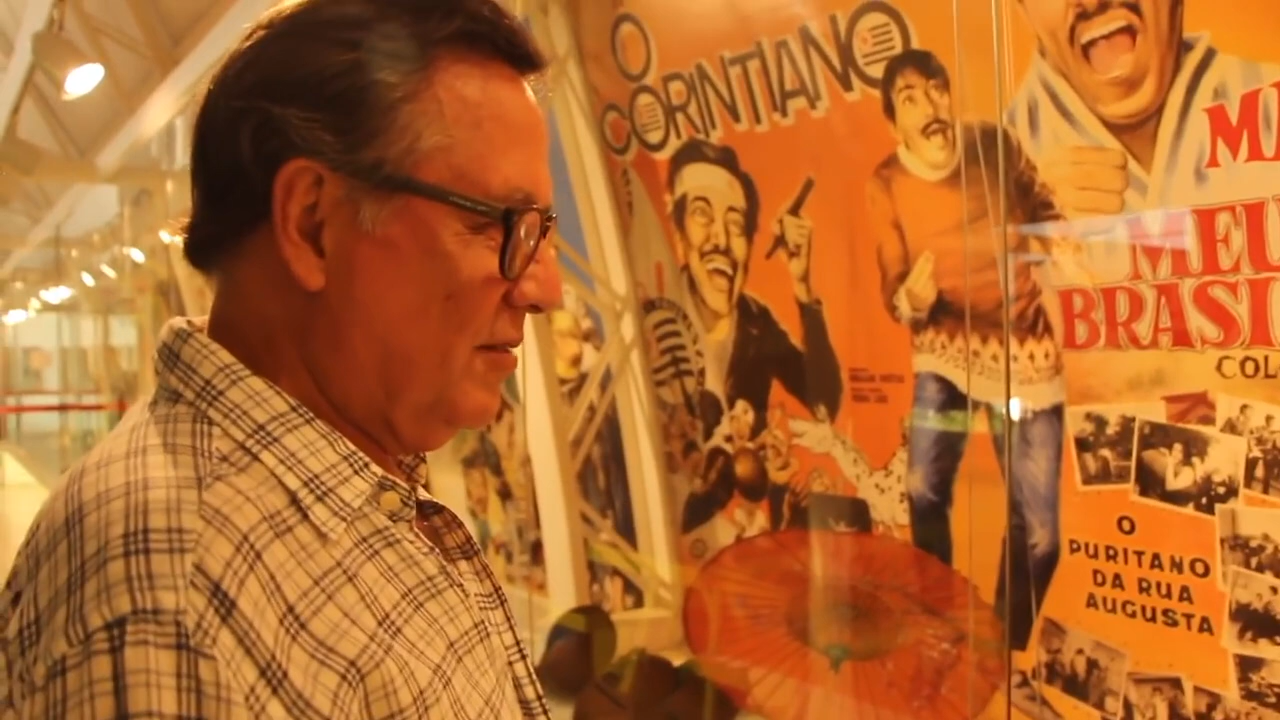 O
CORINTIANO
MEU
BRASI
COL
O
PURITANO
DA RUA
AUGUSTA